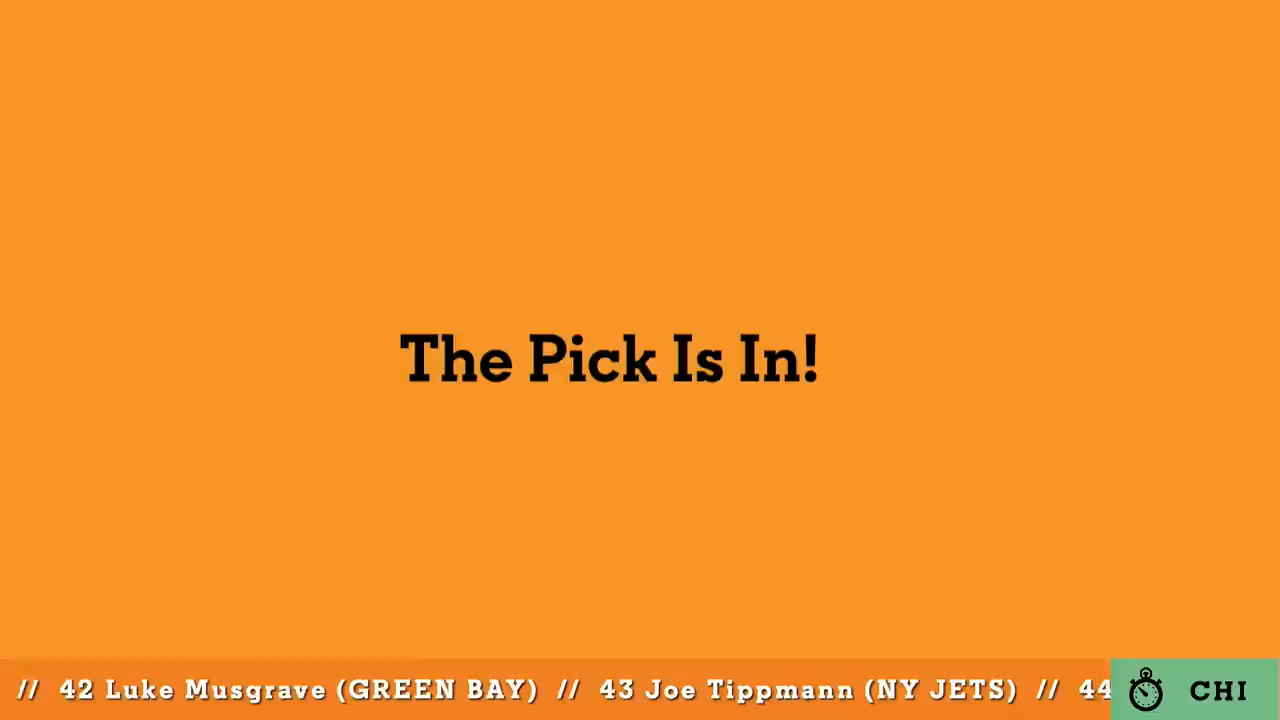 The Pick Is In!
// 42 Luke Musgrave (GREEN BAY) // 43 Joe Tippmann (NY JETS) // 44
CHI